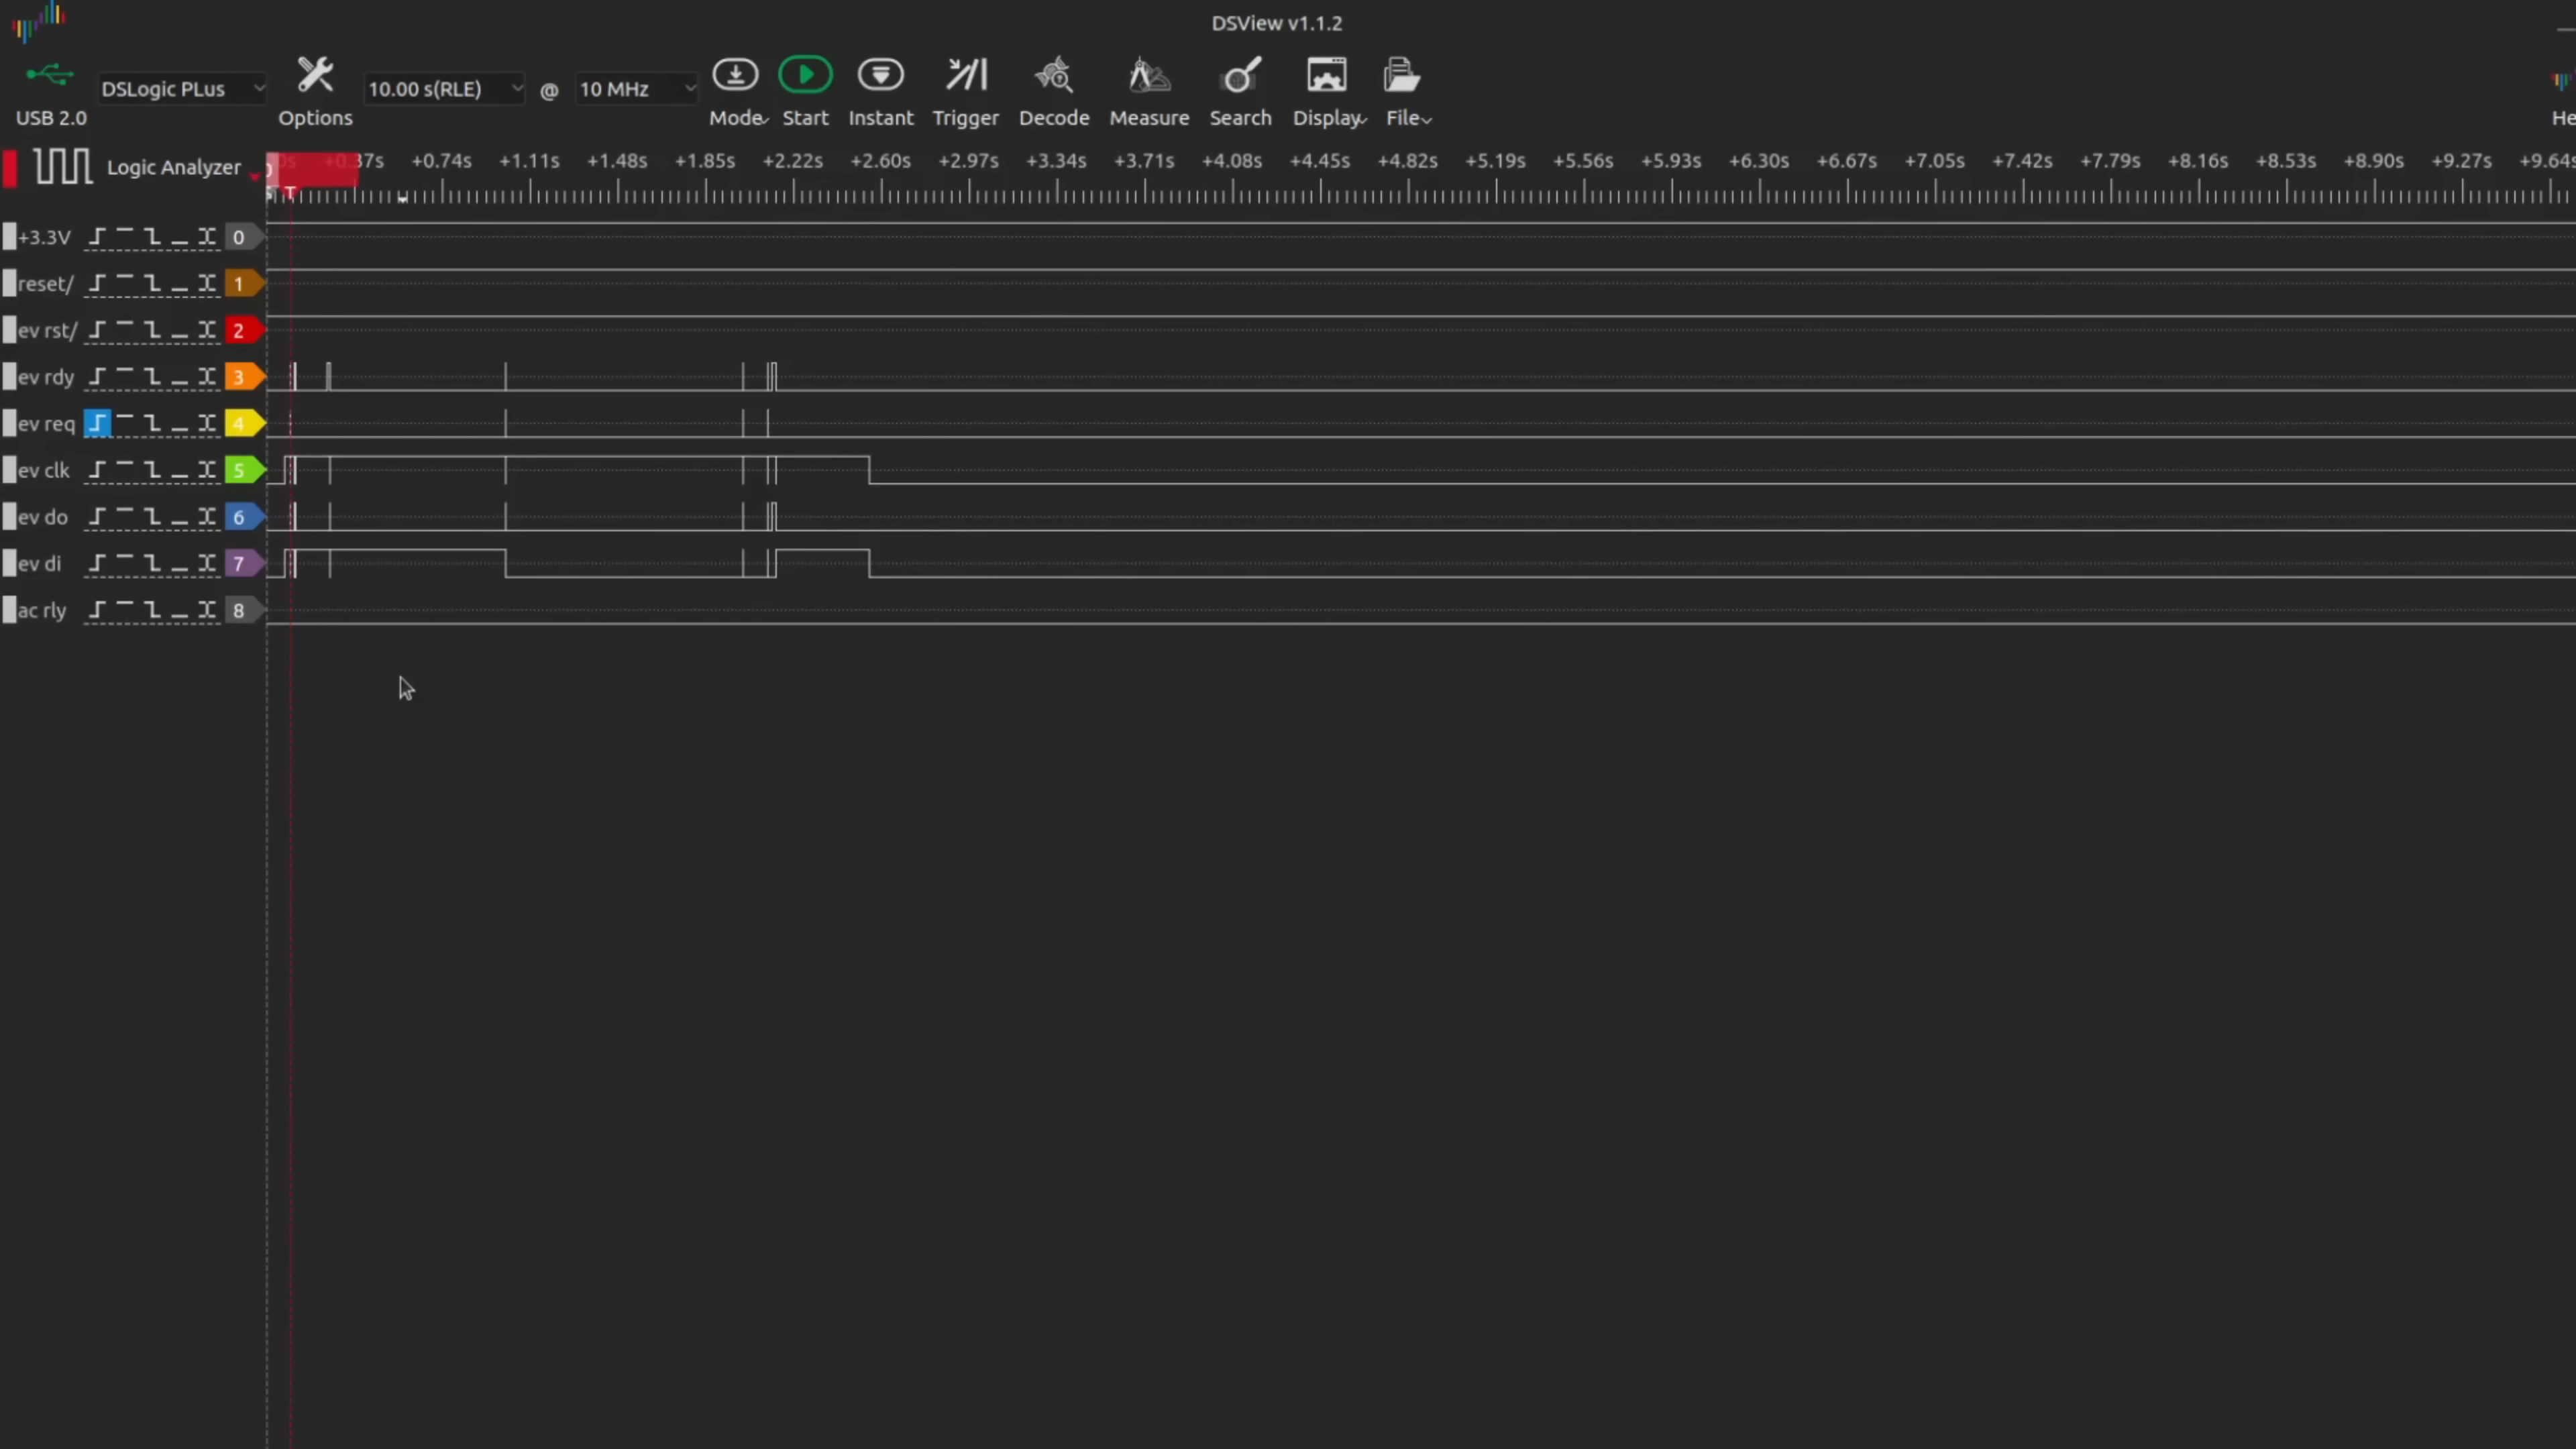 DSView v1.1.2
DSLogic PLus 10.00 s(RLE) @ 10 MHz
USB 2.0 Options Mode Start Instant Trigger Decode Measure Search Display File
Logic Analyzer +0.74s +1.11s +1.48s +1.85s +2.22s +2.60s +2.97s +3.34s +3.71s +4.08s +4.45s +4.82s +5.19s +5.56s +5.93s +6.30s +6.67s +7.05s +7.42s +7.79s +8.16s +8.53s +8.90s +9.27s +9.64s
T
+3.3V 0
reset/ 1
ev rst/ 2
ev rdy 3
ev req 4
ev clk 5
ev do 6
ev di 7
ac rly 8